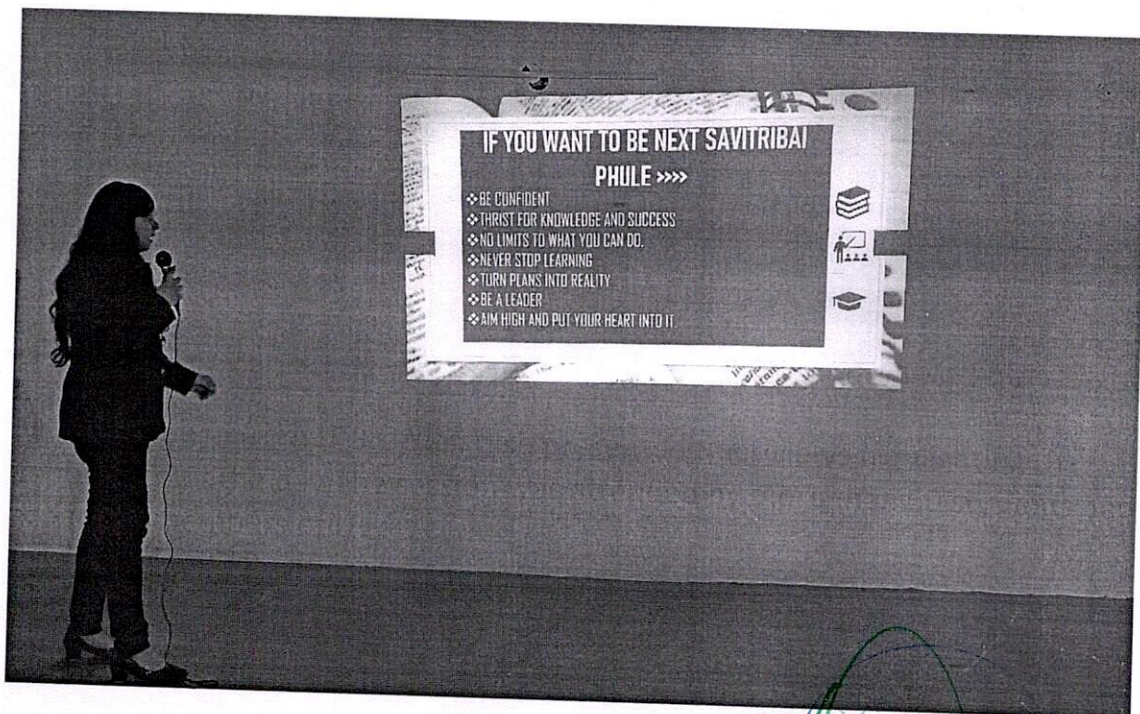 IF YOU WANT TO BE NEXT SAVITRIBAI
PHULE >>>>
❖BE CONFIDENT
❖THRIST FOR KNOWLEDGE AND SUCCESS
❖NO LIMITS TO WHAT YOU CAN DO.
❖NEVER STOP LEARNING
❖TURN PLANS INTO REALITY
❖BE A LEADER
❖AIM HIGH AND PUT YOUR HEART INTO IT.